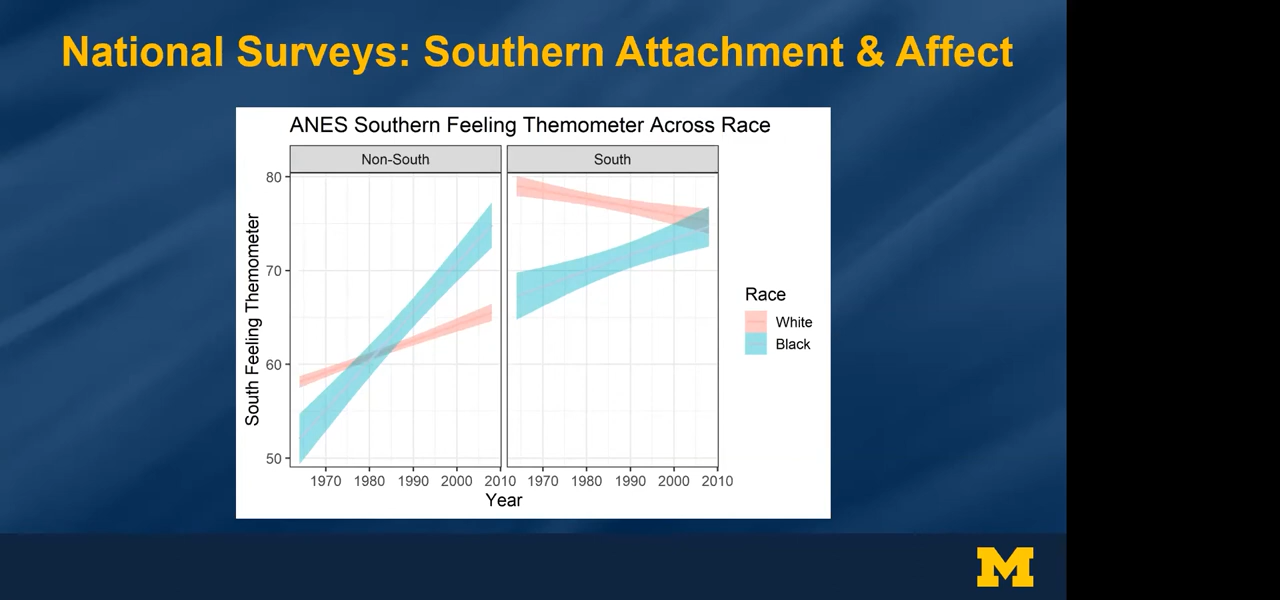 National Surveys: Southern Attachment & Affect
ANES Southern Feeling Themometer Across Race
Non-South
South
South Feeling Themometer
80
70
60
50
1970 1980 1990 2000 2010
1970 1980 1990 2000 2010
Year
Race
White
Black
M